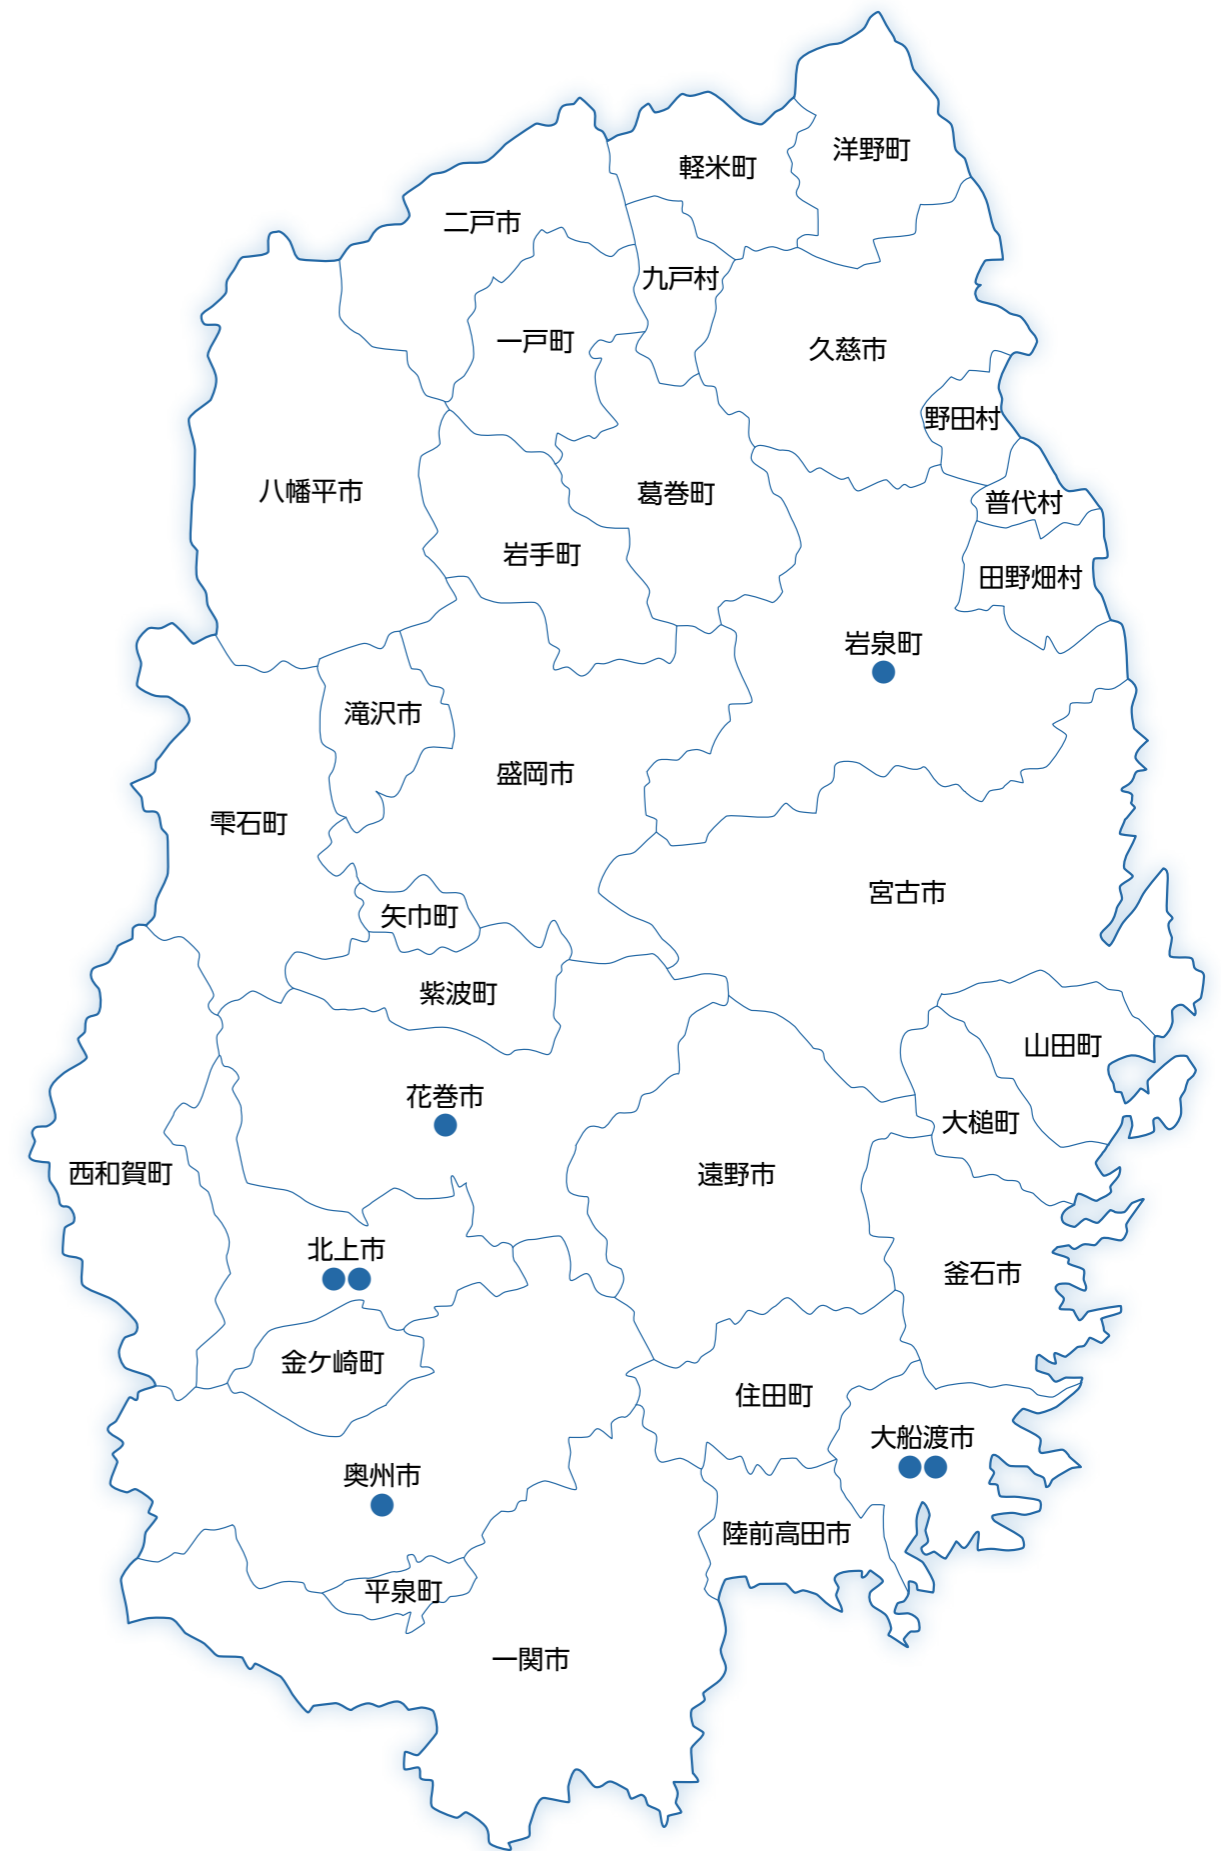 洋野町
軽米町
二戸市
九戸村
一戸町
久慈市
野田村
八幡平市
葛巻町
普代村
岩手町
田野畑村
岩泉町
滝沢市
盛岡市
雫石町
宮古市
矢巾町
紫波町
山田町
花巻市
大槌町
西和賀町
遠野市
北上市
釜石市
金ケ崎町
住田町
大船渡市
奥州市
陸前高田市
平泉町
一関市